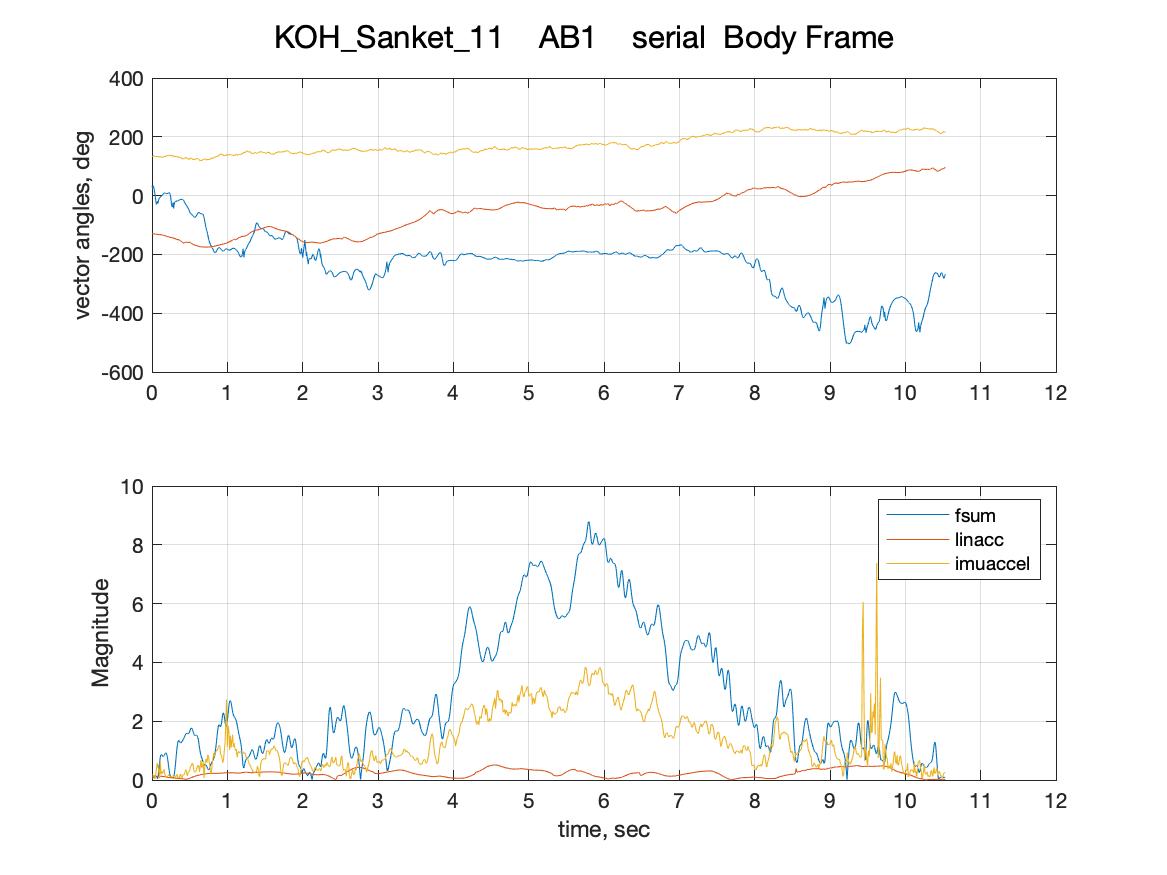 KOH_Sanket_11 AB1 serial Body Frame
400
200
0
-200
-400
-600
vector angles, deg
0 1 2 3 4 5 6 7 8 9 10 11 12
10
8
6
4
2
0
Magnitude
fsum
linacc
imuaccel
0 1 2 3 4 5 6 7 8 9 10 11 12
time, sec